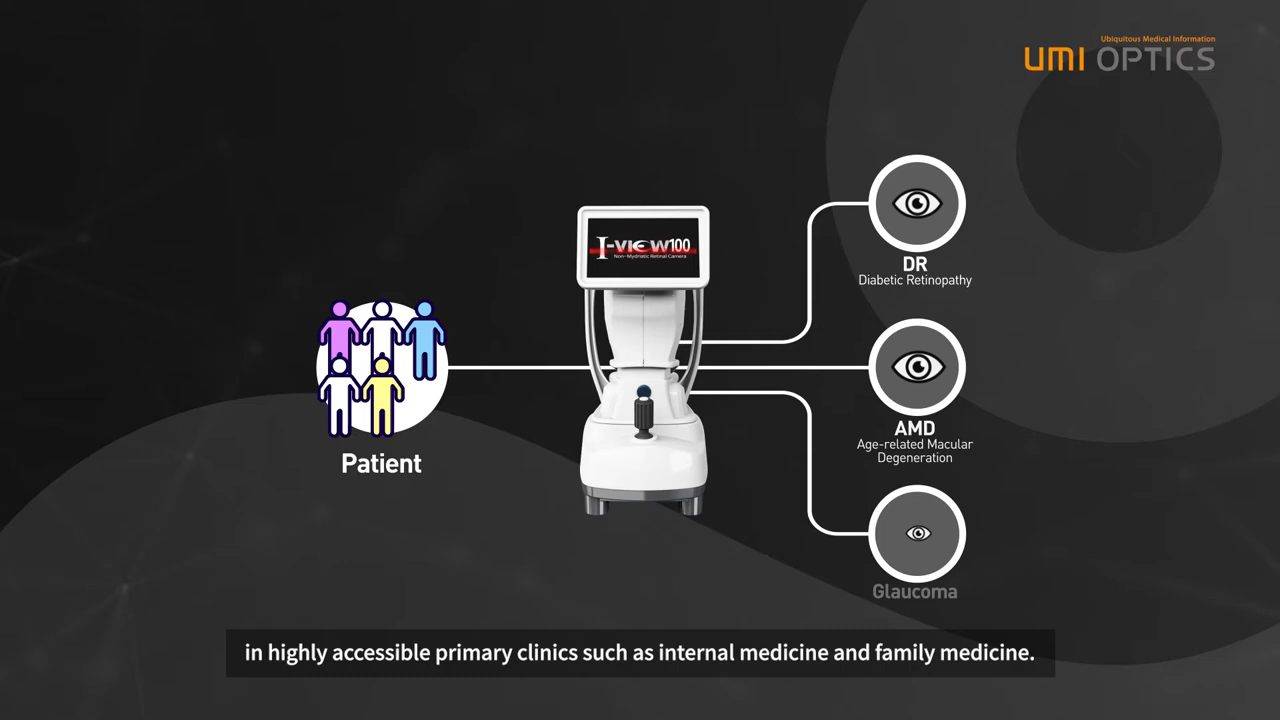 Ubiquitous Medical Information
UMI OPTICS
I-VIEW100
Non-Mydriatic Retinal Camera
DR
Diabetic Retinopathy
AMD
Age-related Macular
Degeneration
Patient
Glaucoma
in highly accessible primary clinics such as internal medicine and family medicine.